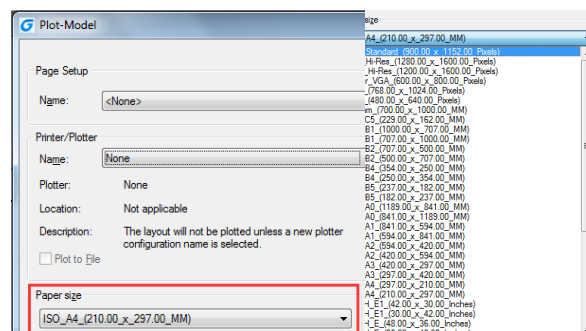 Plot-Model
Page Setup
Name:
<None>
Printer/Plotter
Name:
None
Plotter:
None
Location:
Not applicable
Description:
The layout will not be plotted unless a new plotter
configuration name is selected.
Plot to File
Paper size
ISO_A4_(210.00_x_297.00_MM)
size
A4_(210.00_x_297.00_MM)
Standard_(900.00_x_1152.00_Pixels)
Hi-Res_(1280.00_x_1600.00_Pixels)
_Hi-Res_(1200.00_x_1600.00_Pixels)
r_VGA_(600.00_x_800.00_Pixels)
_(768.00_x_1024.00_Pixels)
_(480.00_x_640.00_Pixels)
m_(700.00_x_1000.00_MM)
C5_(229.00_x_162.00_MM)
B1_(1000.00_x_707.00_MM)
B1_(707.00_x_1000.00_MM)
B2_(707.00_x_500.00_MM)
B2_(500.00_x_707.00_MM)
B4_(354.00_x_250.00_MM)
B4_(250.00_x_354.00_MM)
B5_(237.00_x_182.00_MM)
B5_(182.00_x_237.00_MM)
A0_(1189.00_x_841.00_MM)
A0_(841.00_x_1189.00_MM)
A1_(841.00_x_594.00_MM)
A1_(594.00_x_841.00_MM)
A2_(594.00_x_420.00_MM)
A2_(420.00_x_594.00_MM)
A3_(420.00_x_297.00_MM)
A3_(297.00_x_420.00_MM)
A4_(297.00_x_210.00_MM)
A4_(210.00_x_297.00_MM)
H_E1_(42.00_x_30.00_Inches)
H_E1_(30.00_x_42.00_Inches)
H_E_(48.00_x_36.00_Inches)